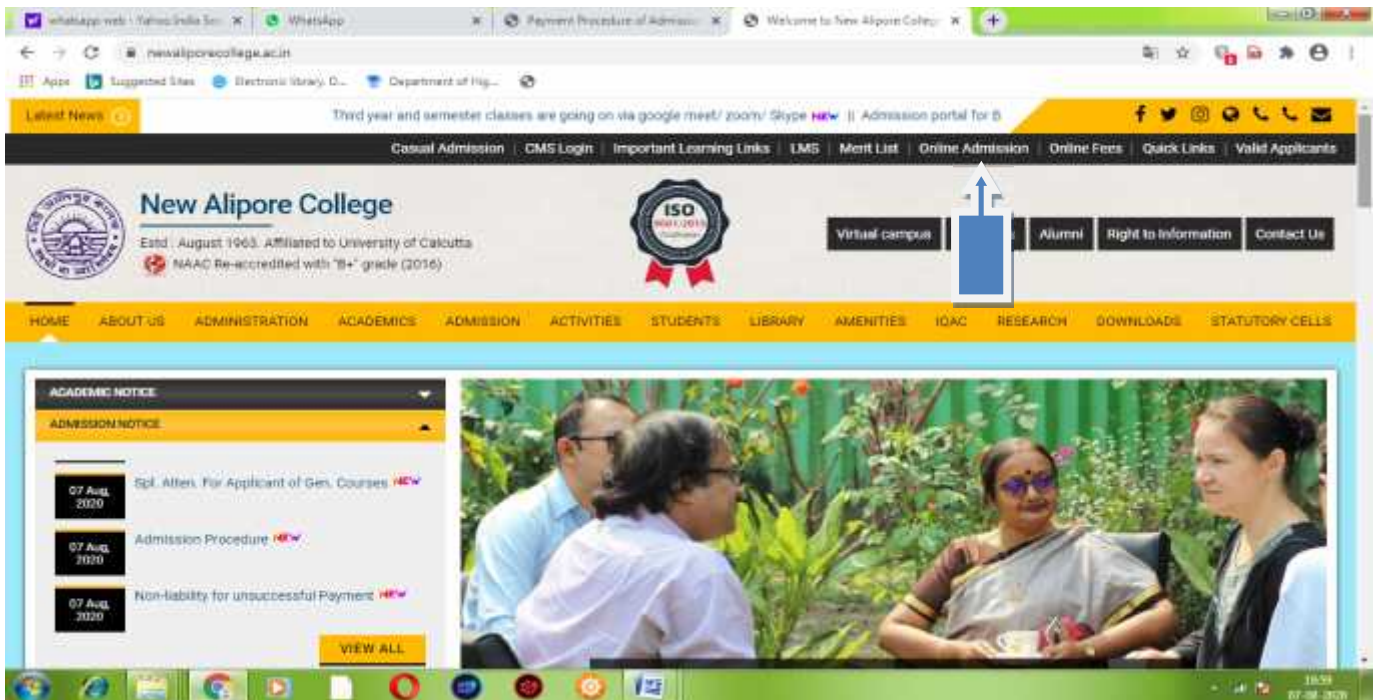 whatsapp web - Yahoo India Se...
WhatsApp
Payment Procedure of Admissio
Welcome to New Alipore Colleg
newaliporecollege.ac.in
Apps
Suggested Sites
Electronic library, D...
Department of Hig...
Latest News
Third year and semester classes are going on via google meet/ zoom/ Skype NEW || Admission portal for B
Casual Admission | CMS Login | Important Learning Links | LMS | Merit List | Online Admission | Online Fees | Quick Links | Valid Applicants
New Alipore College
Estd : August 1963. Affiliated to University of Calcutta
NAAC Re-accredited with "B+" grade (2016)
ISO
Virtual campus
Alumni
Right to Information
Contact Us
HOME ABOUT US ADMINISTRATION ACADEMICS ADMISSION ACTIVITIES STUDENTS LIBRARY AMENITIES IQAC RESEARCH DOWNLOADS STATUTORY CELLS
ACADEMIC NOTICE
ADMISSION NOTICE
07 Aug, 2020
Spl. Atten. For Applicant of Gen. Courses NEW
07 Aug, 2020
Admission Procedure NEW
07 Aug, 2020
Non-liability for unsuccessful Payment NEW
VIEW ALL
18:59
07-08-2020